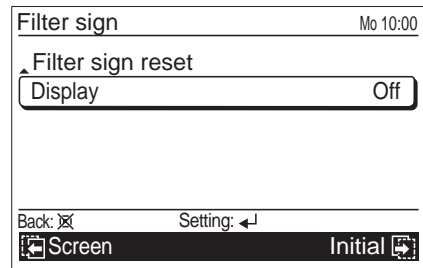 Filter sign Mo 10:00
Filter sign reset
Display Off
Back: Setting:
Screen Initial